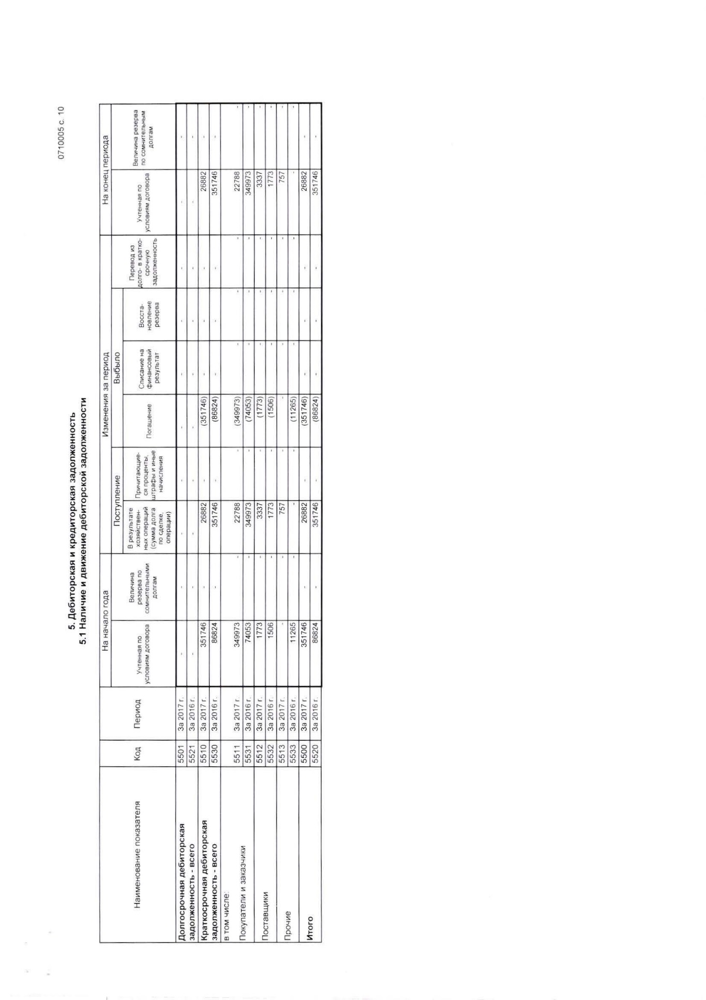 0710005 с. 10
5. Дебиторская и кредиторская задолженность
5.1 Наличие и движение дебиторской задолженности
Наименование показателя Код Период На начало года Изменения за период На конец периода
Поступление Выбыло
Учтенная по условиям договора
Величина резерва по сомнительными долгам
В результате хозяйствен- ных операций (сумма долга по сделке, операции)
Причитающие- ся проценты, штрафы и иные начисления
Погашение
Списание на финансовый результат
Восста- новление резерва
Перевод из долго- в кратко- срочную задолженность
Учтенная по условиям договора
Величина резерва по сомнительным долгам
Долгосрочная дебиторская 5501 За 2017 г. - - - - - - - - - -
задолженность - всего 5521 За 2016 г. - - - - - - - - - -
Краткосрочная дебиторская 5510 За 2017 г. 351746 - 26882 - (351746) - - - 26882 -
задолженность - всего 5530 За 2016 г. 86824 - 351746 - (86824) - - - 351746 -
в том числе:
Покупатели и заказчики 5511 За 2017 г. 349973 - 22788 - (349973) - - - 22788 -
5531 За 2016 г. 74053 - 349973 - (74053) - - - 349973 -
Поставщики 5512 За 2017 г. 1773 - 3337 - (1773) - - - 3337 -
5532 За 2016 г. 1506 - 1773 - (1506) - - - 1773 -
Прочие 5513 За 2017 г. - - 757 - - - - - 757 -
5533 За 2016 г. 11265 - - - (11265) - - - - -
Итого 5500 За 2017 г. 351746 - 26882 - (351746) - - - 26882 -
5520 За 2016 г. 86824 - 351746 - (86824) - - - 351746 -